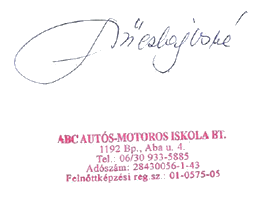 ABC AUTÓS-MOTOROS ISKOLA BT.
1192 Bp., Aba u. 4.
Tel.: 06/30 933-5885
Adószám: 28430056-1-43
Felnőttképzési reg.sz.: 01-0575-05